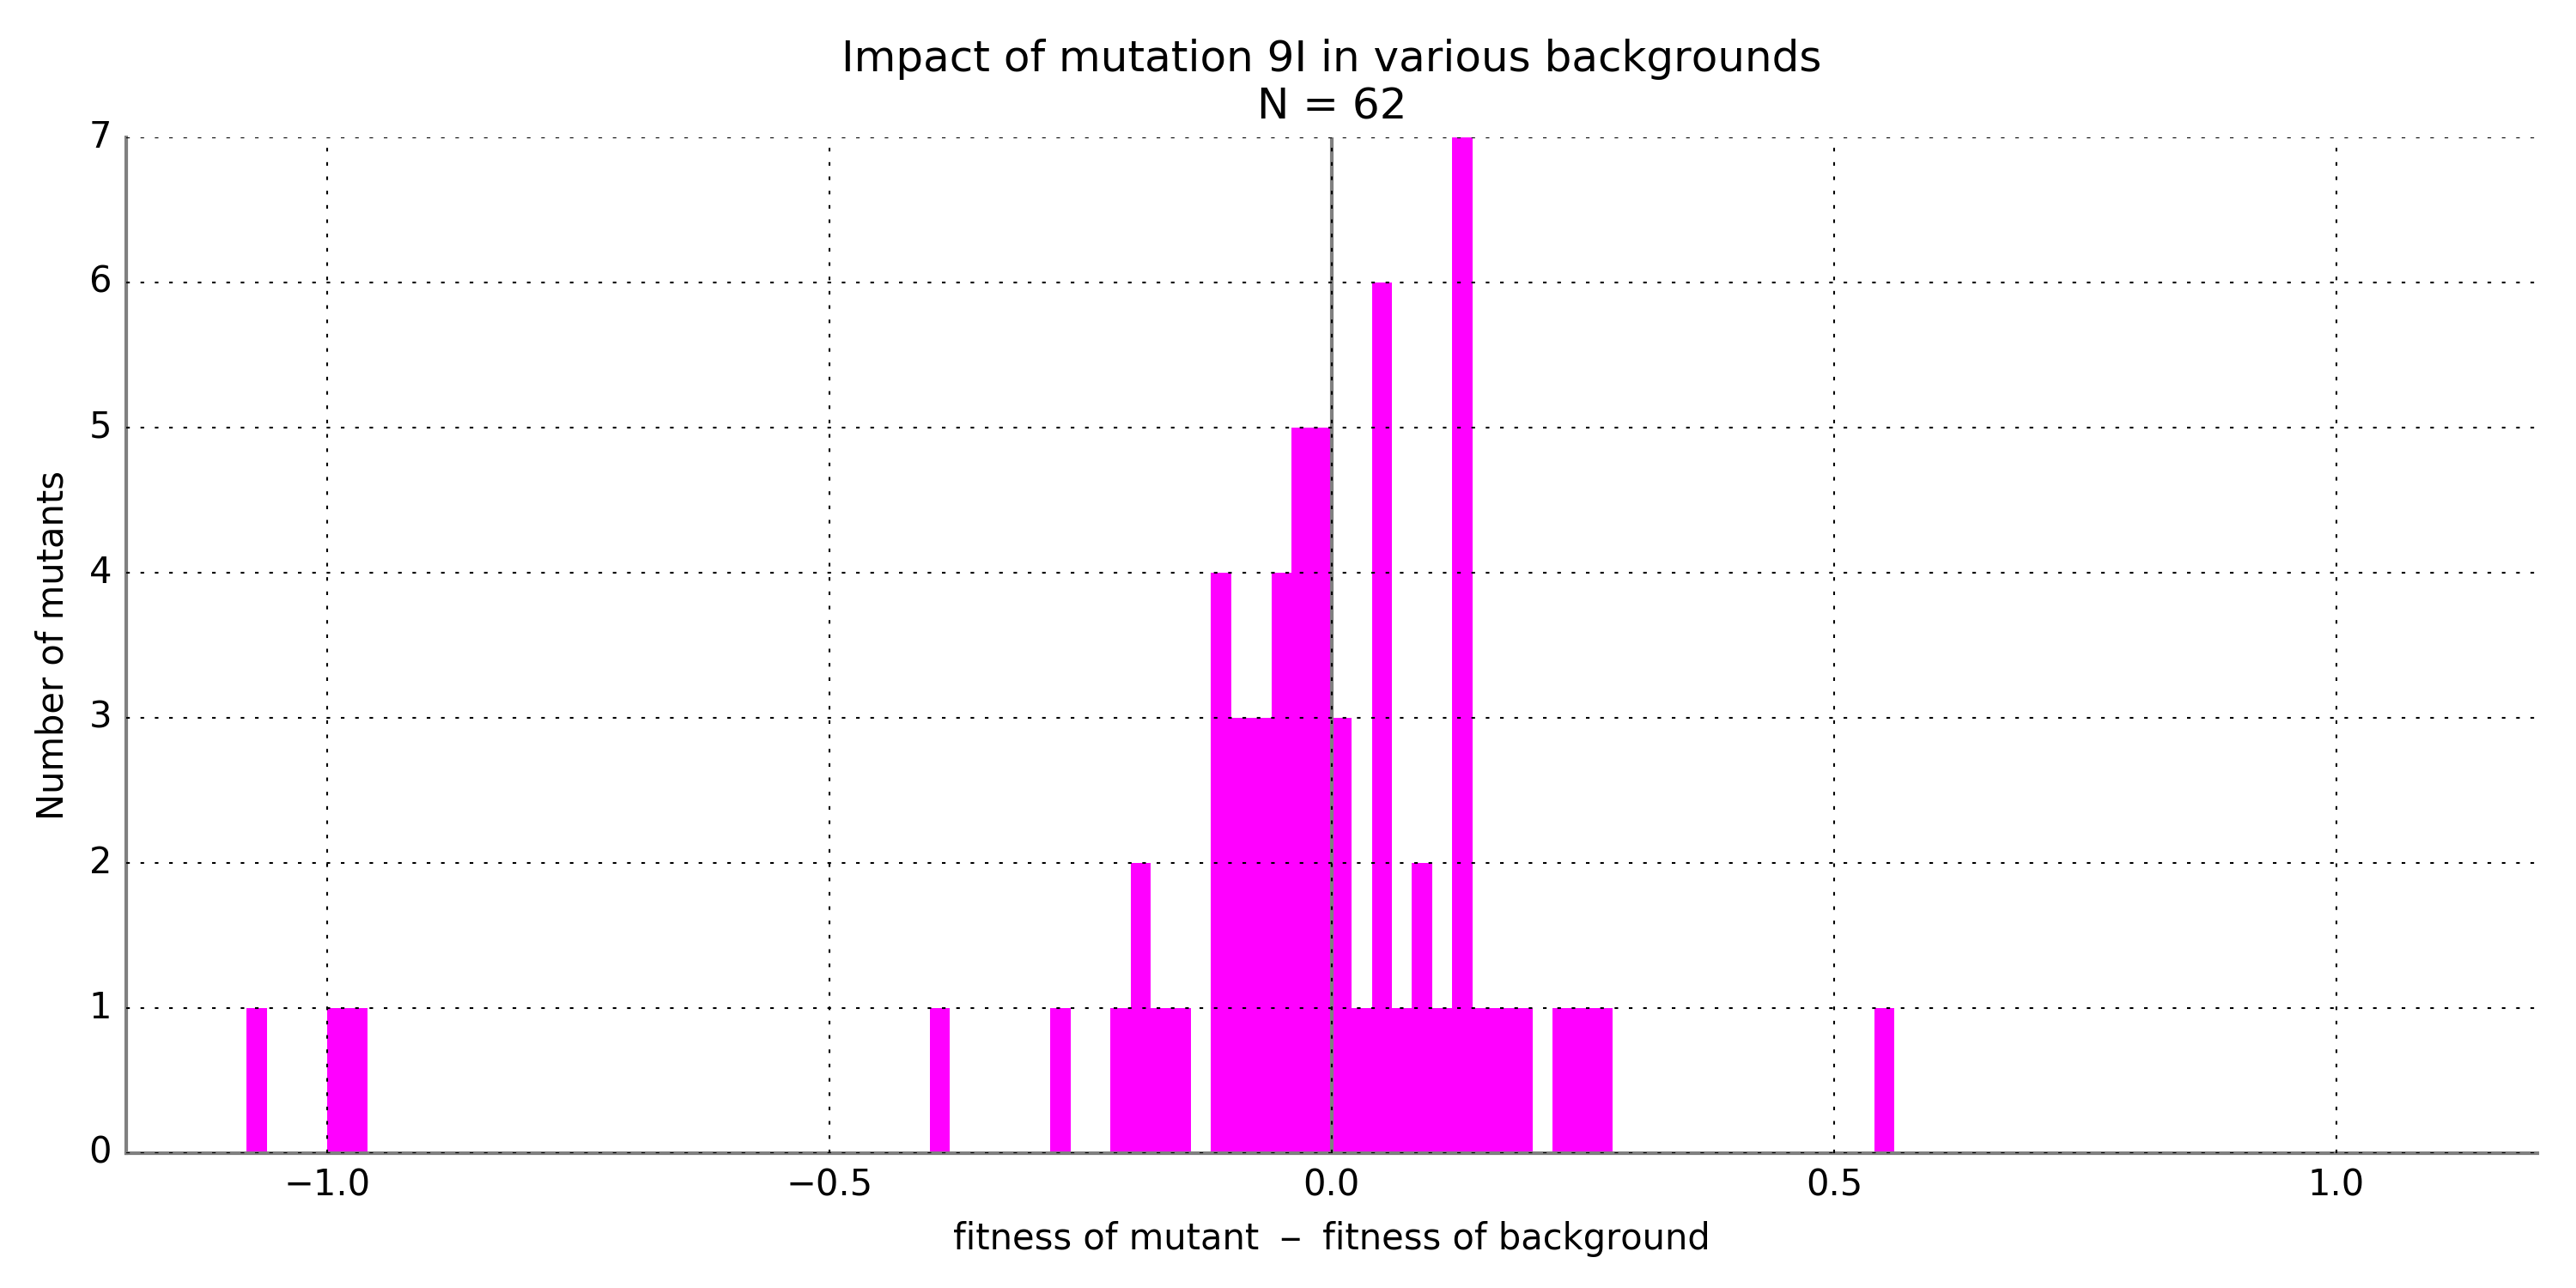 Impact of mutation 9I in various backgrounds
N = 62
7
6
5
4
3
2
1
0
Number of mutants
−1.0 −0.5 0.0 0.5 1.0
fitness of mutant – fitness of background